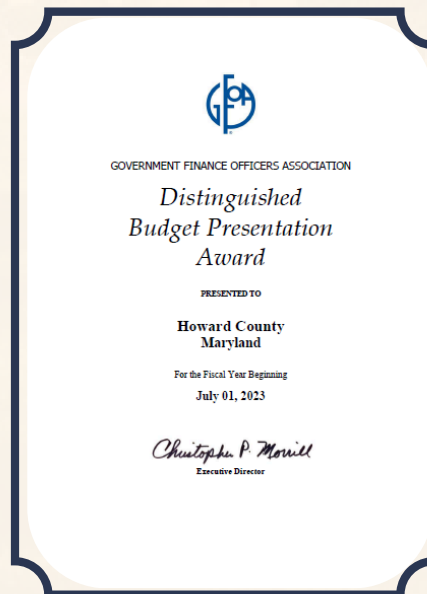 GFOA
GOVERNMENT FINANCE OFFICERS ASSOCIATION
Distinguished
Budget Presentation
Award
PRESENTED TO
Howard County
Maryland
For the Fiscal Year Beginning
July 01, 2023
Christopher P. Morrill
Executive Director